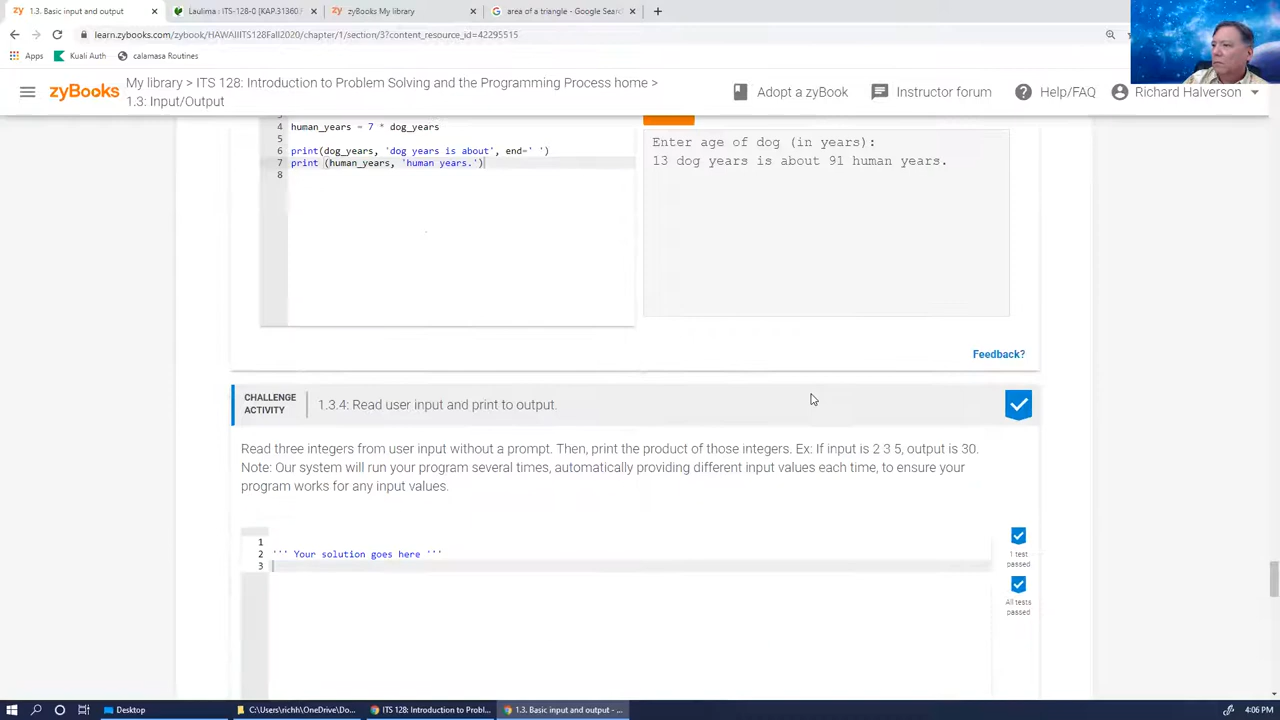 1.3. Basic input and output
Laulima : ITS-128-0 [KAP.31360.F
zyBooks My library
area of a triangle - Google Search
learn.zybooks.com/zybook/HAWAIIITS128Fall2020/chapter/1/section/3?content_resource_id=42295515
Apps
Kuali Auth
calamasa Routines
zyBooks
My library > ITS 128: Introduction to Problem Solving and the Programming Process home >
1.3: Input/Output
Adopt a zyBook
Instructor forum
Help/FAQ
Richard Halverson
4 human_years = 7 * dog_years
5
6 print(dog_years, 'dog years is about', end=' ')
7 print (human_years, 'human years.')
8
Enter age of dog (in years):
13 dog years is about 91 human years.
Feedback?
CHALLENGE
ACTIVITY
1.3.4: Read user input and print to output.
Read three integers from user input without a prompt. Then, print the product of those integers. Ex: If input is 2 3 5, output is 30.
Note: Our system will run your program several times, automatically providing different input values each time, to ensure your
program works for any input values.
1
2 ''' Your solution goes here '''
3
1 test
passed
All tests
passed
Desktop
C:\Users\richh\OneDrive\Do...
ITS 128: Introduction to Probl...
1.3. Basic input and output - ...
4:06 PM